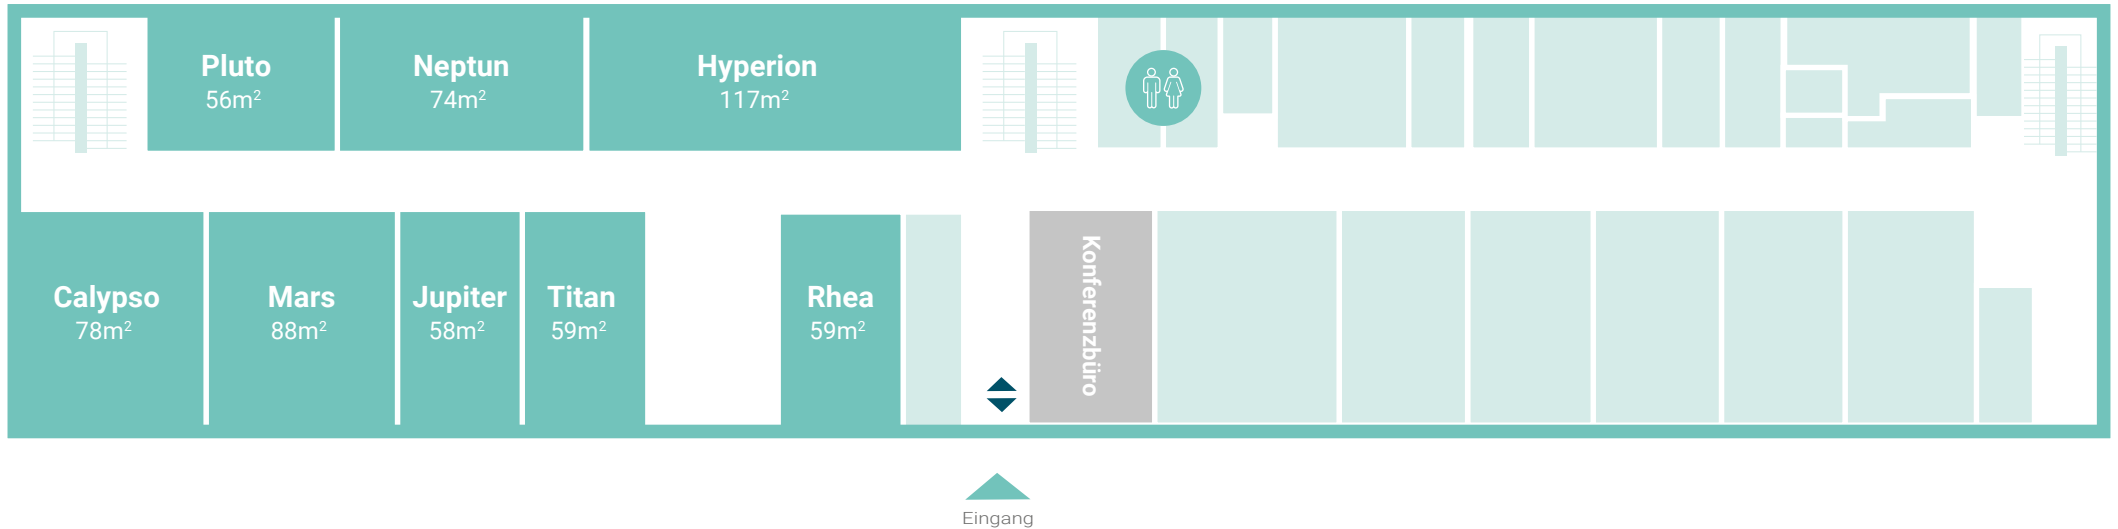 Pluto
56m²
Neptun
74m²
Hyperion
117m²
Calypso
78m²
Mars
88m²
Jupiter
58m²
Titan
59m²
Rhea
59m²
Konferenzbüro
Eingang